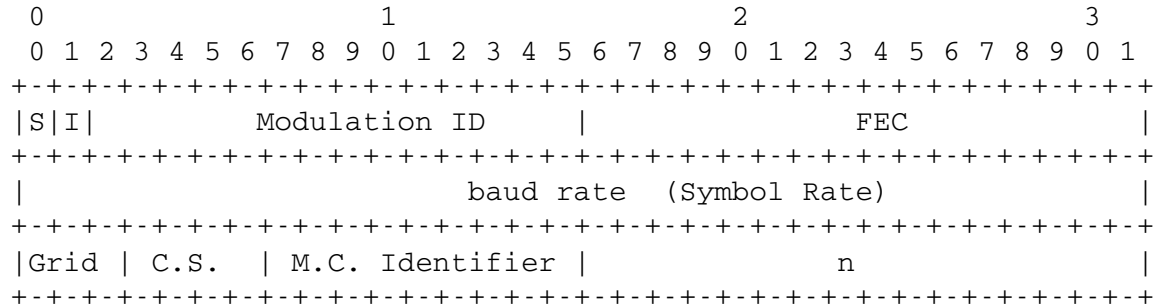 0                   1                   2                   3
 0 1 2 3 4 5 6 7 8 9 0 1 2 3 4 5 6 7 8 9 0 1 2 3 4 5 6 7 8 9 0 1
+-+-+-+-+-+-+-+-+-+-+-+-+-+-+-+-+-+-+-+-+-+-+-+-+-+-+-+-+-+-+-+-+
|S|I|         Modulation ID     |               FEC             |
+-+-+-+-+-+-+-+-+-+-+-+-+-+-+-+-+-+-+-+-+-+-+-+-+-+-+-+-+-+-+-+-+
|                         baud rate  (Symbol Rate)              |
+-+-+-+-+-+-+-+-+-+-+-+-+-+-+-+-+-+-+-+-+-+-+-+-+-+-+-+-+-+-+-+-+
|Grid | C.S.  | M.C. Identifier |              n                |
+-+-+-+-+-+-+-+-+-+-+-+-+-+-+-+-+-+-+-+-+-+-+-+-+-+-+-+-+-+-+-+-+